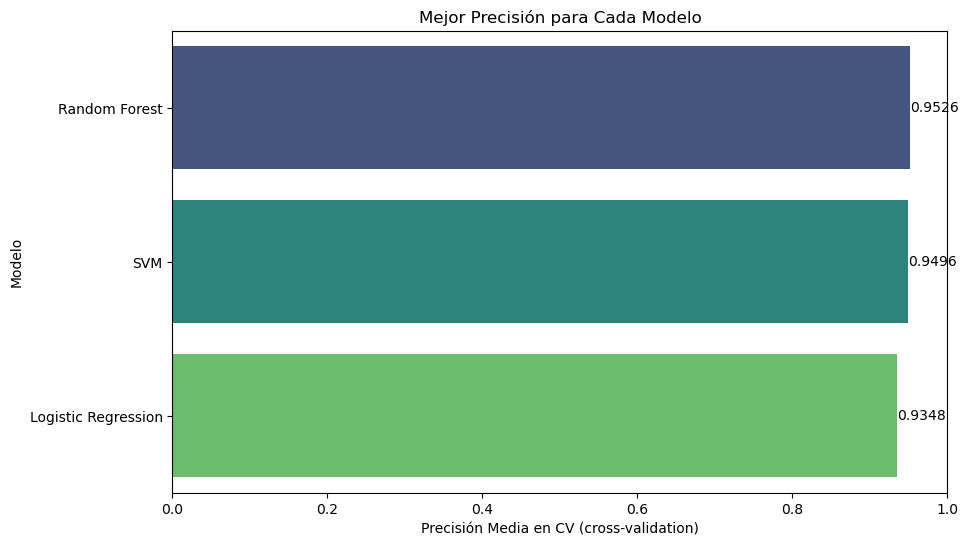 Mejor Precisión para Cada Modelo
Modelo
Random Forest
0.9526
SVM
0.9496
Logistic Regression
0.9348
0.0 0.2 0.4 0.6 0.8 1.0
Precisión Media en CV (cross-validation)